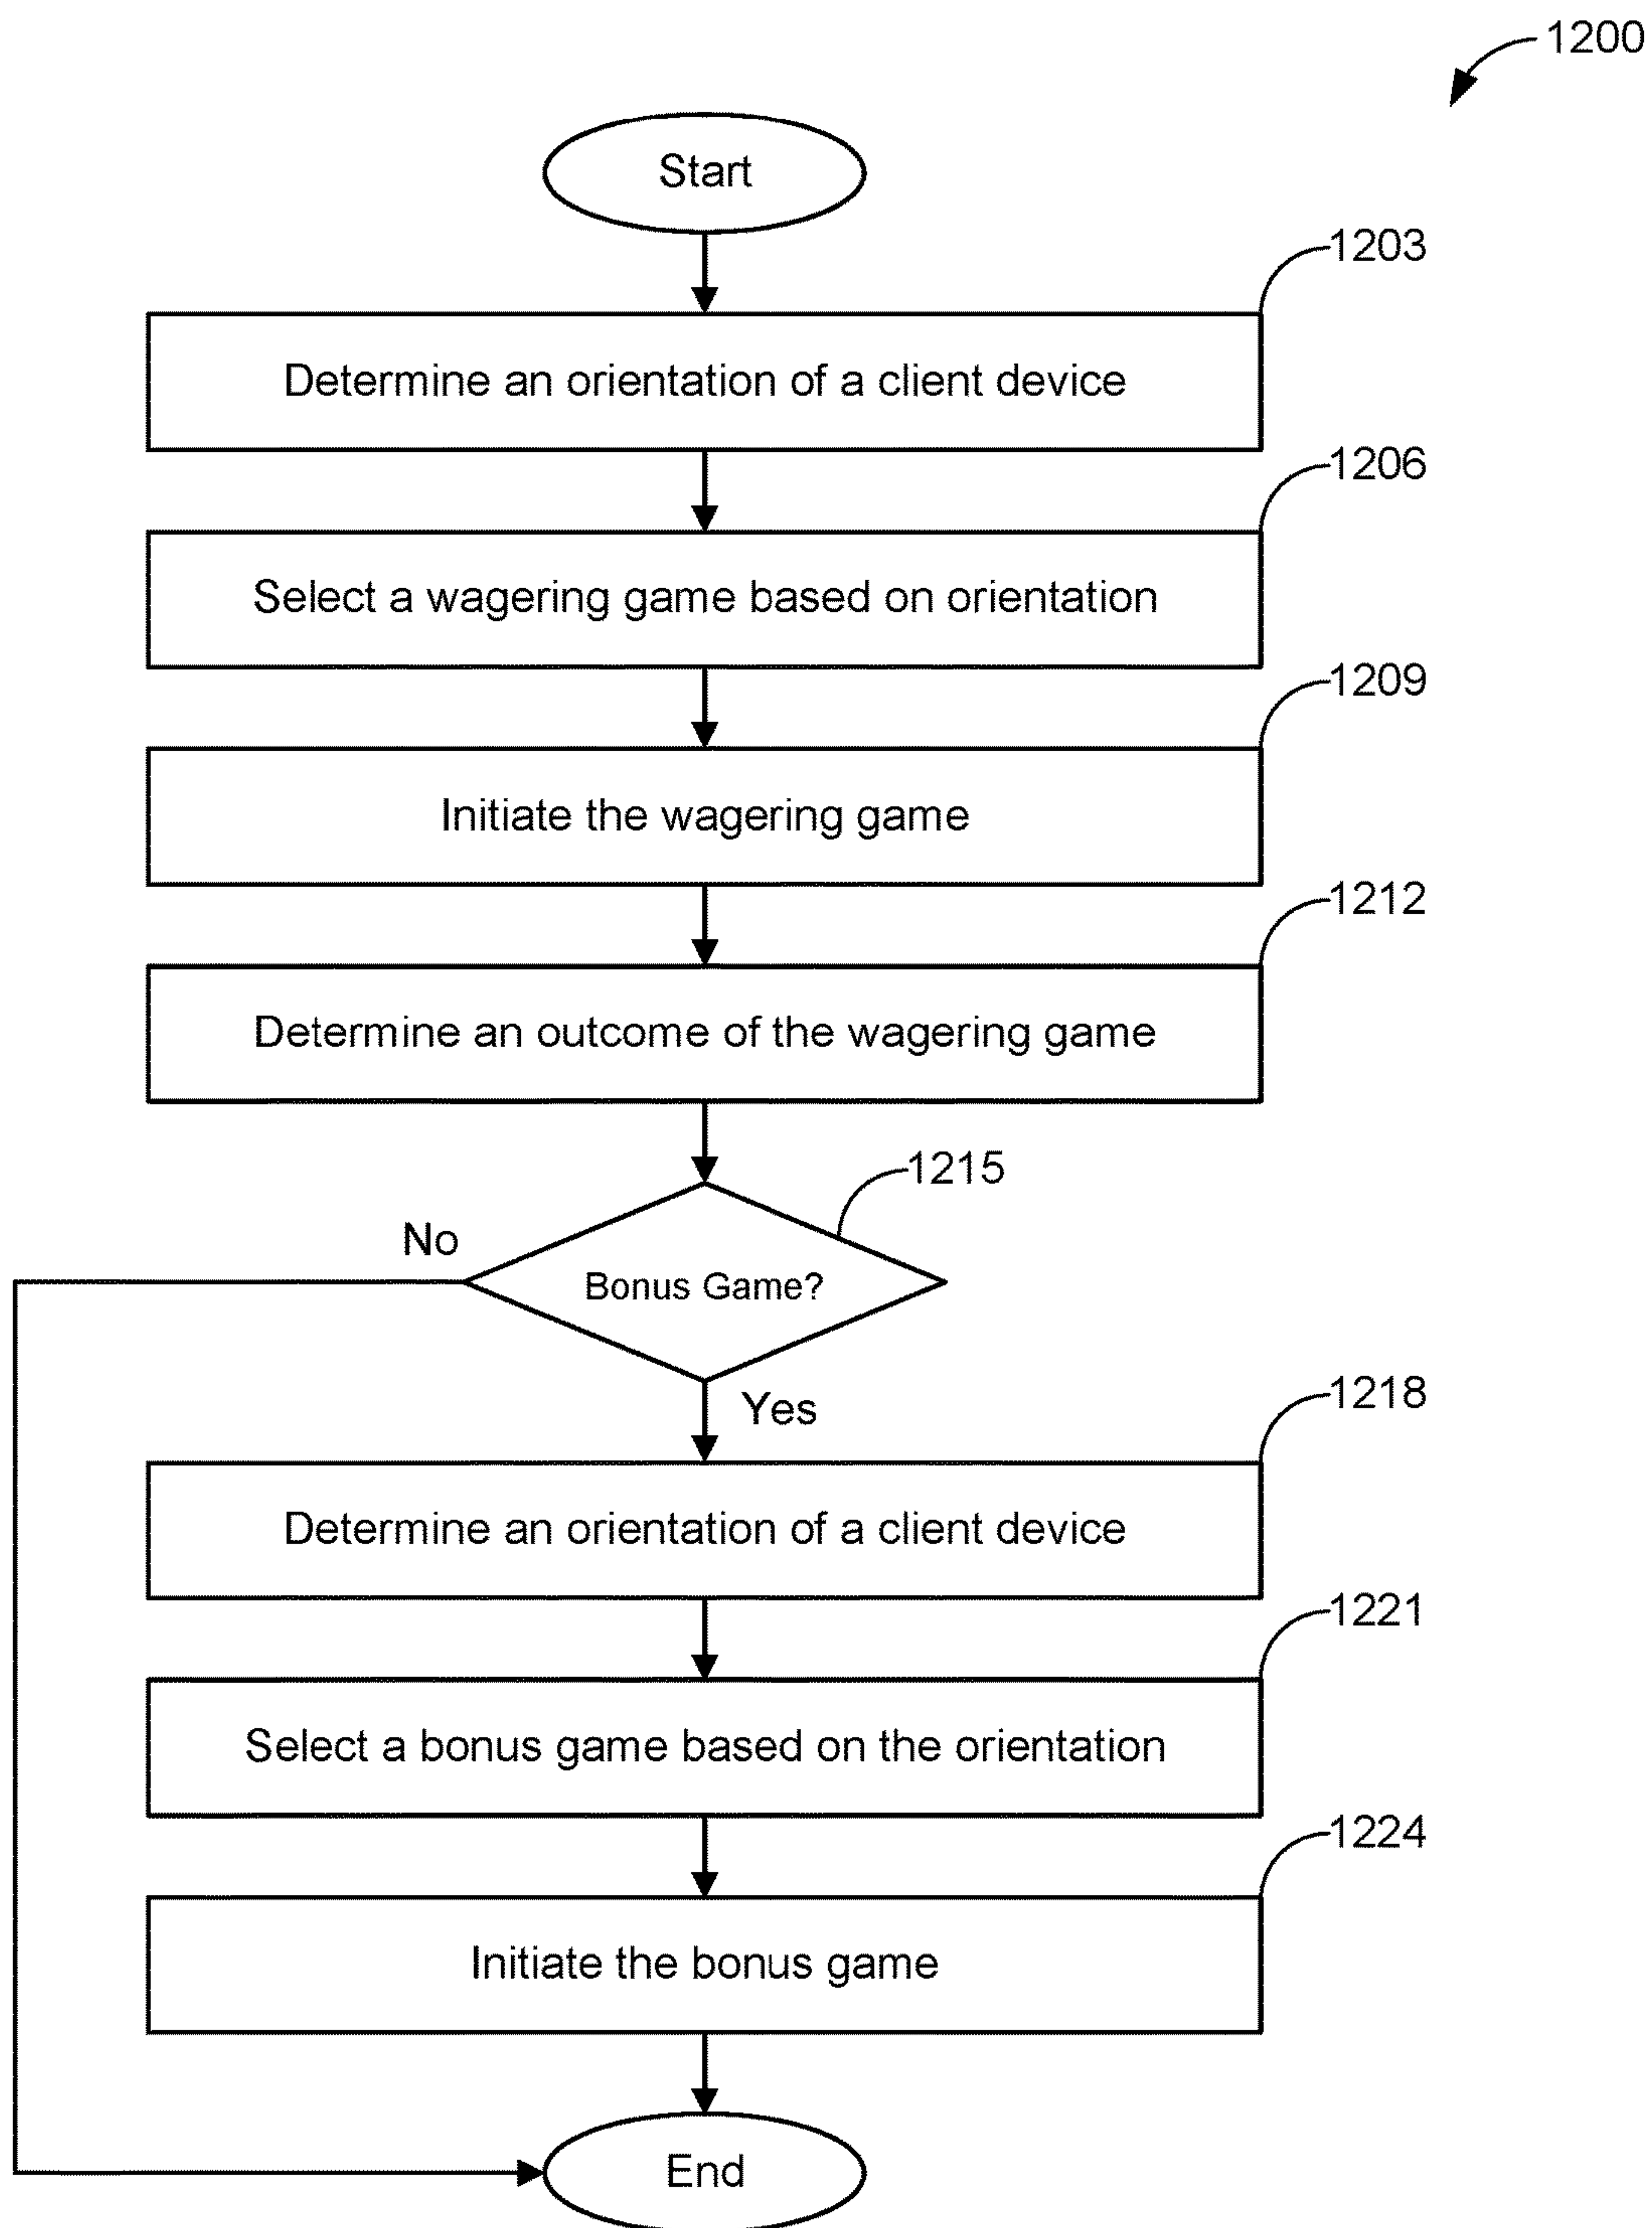 1200
Start
1203
Determine an orientation of a client device
1206
Select a wagering game based on orientation
1209
Initiate the wagering game
1212
Determine an outcome of the wagering game
1215
No
Bonus Game?
Yes
1218
Determine an orientation of a client device
1221
Select a bonus game based on the orientation
1224
Initiate the bonus game
End